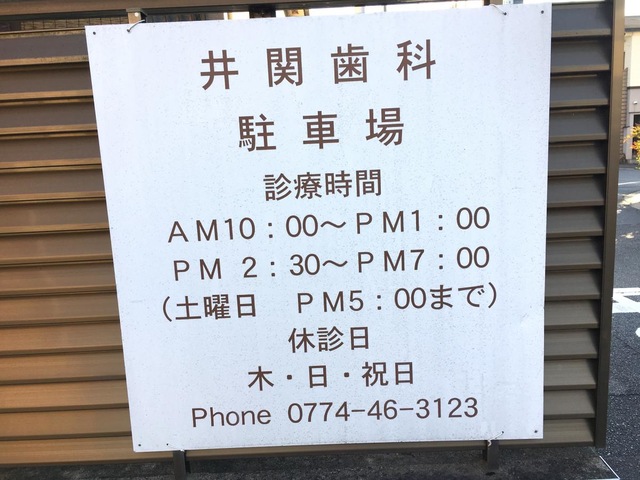 井関歯科
駐車場
診療時間
AM10：00〜PM1：00
PM 2：30〜PM7：00
（土曜日　PM5：00まで）
休診日
木・日・祝日
Phone 0774-46-3123